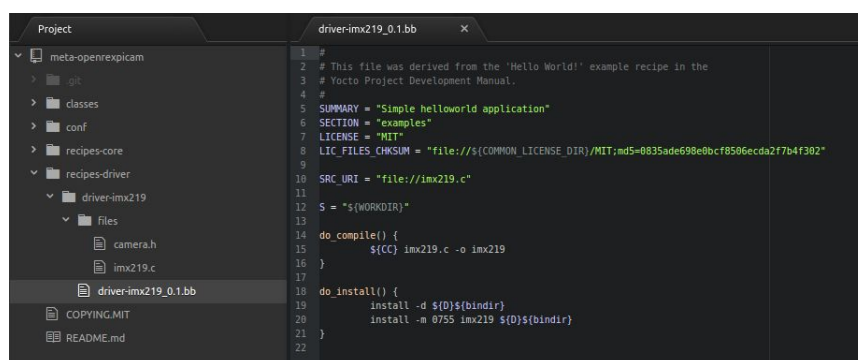 Project
meta-openrexpicam
.git
classes
conf
recipes-core
recipes-driver
driver-imx219
files
camera.h
imx219.c
driver-imx219_0.1.bb
COPYING.MIT
README.md
driver-imx219_0.1.bb ×
1 #
2 # This file was derived from the 'Hello World!' example recipe in the
3 # Yocto Project Development Manual.
4 #
5 SUMMARY = "Simple helloworld application"
6 SECTION = "examples"
7 LICENSE = "MIT"
8 LIC_FILES_CHKSUM = "file://${COMMON_LICENSE_DIR}/MIT;md5=0835ade698e0bcf8506ecda2f7b4f302"
9
10 SRC_URI = "file://imx219.c"
11
12 S = "${WORKDIR}"
13
14 do_compile() {
15 ${CC} imx219.c -o imx219
16 }
17
18 do_install() {
19 install -d ${D}${bindir}
20 install -m 0755 imx219 ${D}${bindir}
21 }
22